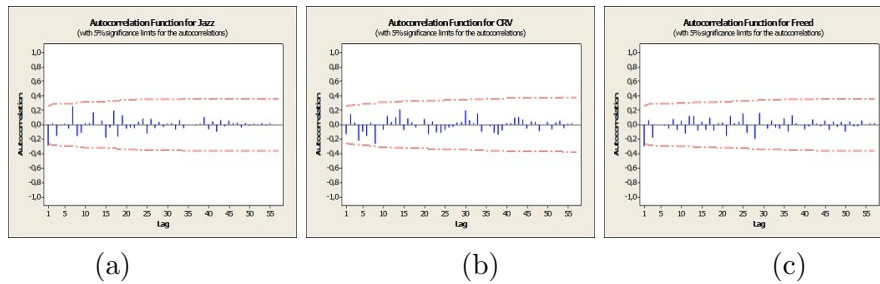 Autocorrelation Function for Jazz
(with 5% significance limits for the autocorrelations)
Autocorrelation
1,0
0,8
0,6
0,4
0,2
0,0
-0,2
-0,4
-0,6
-0,8
-1,0
1 5 10 15 20 25 30 35 40 45 50 55
Lag
(a)
Autocorrelation Function for CRV
(with 5% significance limits for the autocorrelations)
Autocorrelation
1,0
0,8
0,6
0,4
0,2
0,0
-0,2
-0,4
-0,6
-0,8
-1,0
1 5 10 15 20 25 30 35 40 45 50 55
Lag
(b)
Autocorrelation Function for Freed
(with 5% significance limits for the autocorrelations)
Autocorrelation
1,0
0,8
0,6
0,4
0,2
0,0
-0,2
-0,4
-0,6
-0,8
-1,0
1 5 10 15 20 25 30 35 40 45 50 55
Lag
(c)